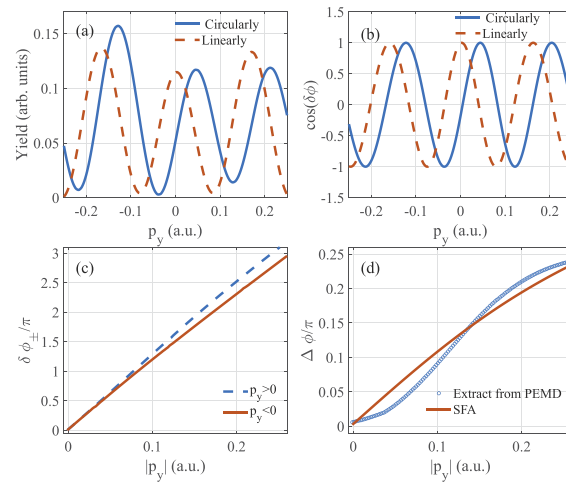 (a)
Circularly
Linearly
Yield (arb. units)
0.15
0.1
0.05
0
-0.2
-0.1
0
0.1
0.2
p_y (a.u.)
(b)
Circularly
Linearly
cos(δϕ)
1.5
1
0.5
0
-0.5
-1
-1.5
-0.2
-0.1
0
0.1
0.2
p_y (a.u.)
(c)
δ ϕ_±/π
3
2.5
2
1.5
1
0.5
0
0
0.1
0.2
|p_y| (a.u.)
p_y>0
p_y<0
(d)
Δ ϕ/π
0.25
0.2
0.15
0.1
0.05
0
0
0.1
0.2
|p_y| (a.u.)
Extract from PEMD
SFA